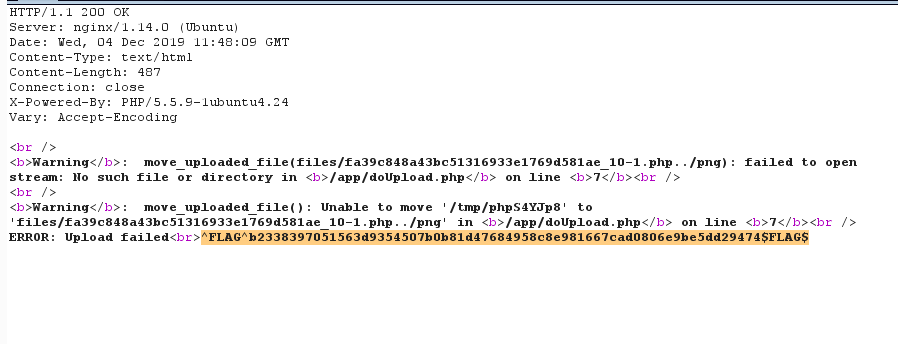 HTTP/1.1 200 OK
Server: nginx/1.14.0 (Ubuntu)
Date: Wed, 04 Dec 2019 11:48:09 GMT
Content-Type: text/html
Content-Length: 487
Connection: close
X-Powered-By: PHP/5.5.9-1ubuntu4.24
Vary: Accept-Encoding
<br />
<b>Warning</b>:  move_uploaded_file(files/fa39c848a43bc51316933e1769d581ae_10-1.php../png): failed to open
stream: No such file or directory in <b>/app/doUpload.php</b> on line <b>7</b><br />
<br />
<b>Warning</b>:  move_uploaded_file(): Unable to move '/tmp/phpS4YJp8' to
'files/fa39c848a43bc51316933e1769d581ae_10-1.php../png' in <b>/app/doUpload.php</b> on line <b>7</b><br />
ERROR: Upload failed<br>^FLAG^b2338397051563d9354507b0b81d47684958c8e981667cad0806e9be5dd29474$FLAG$